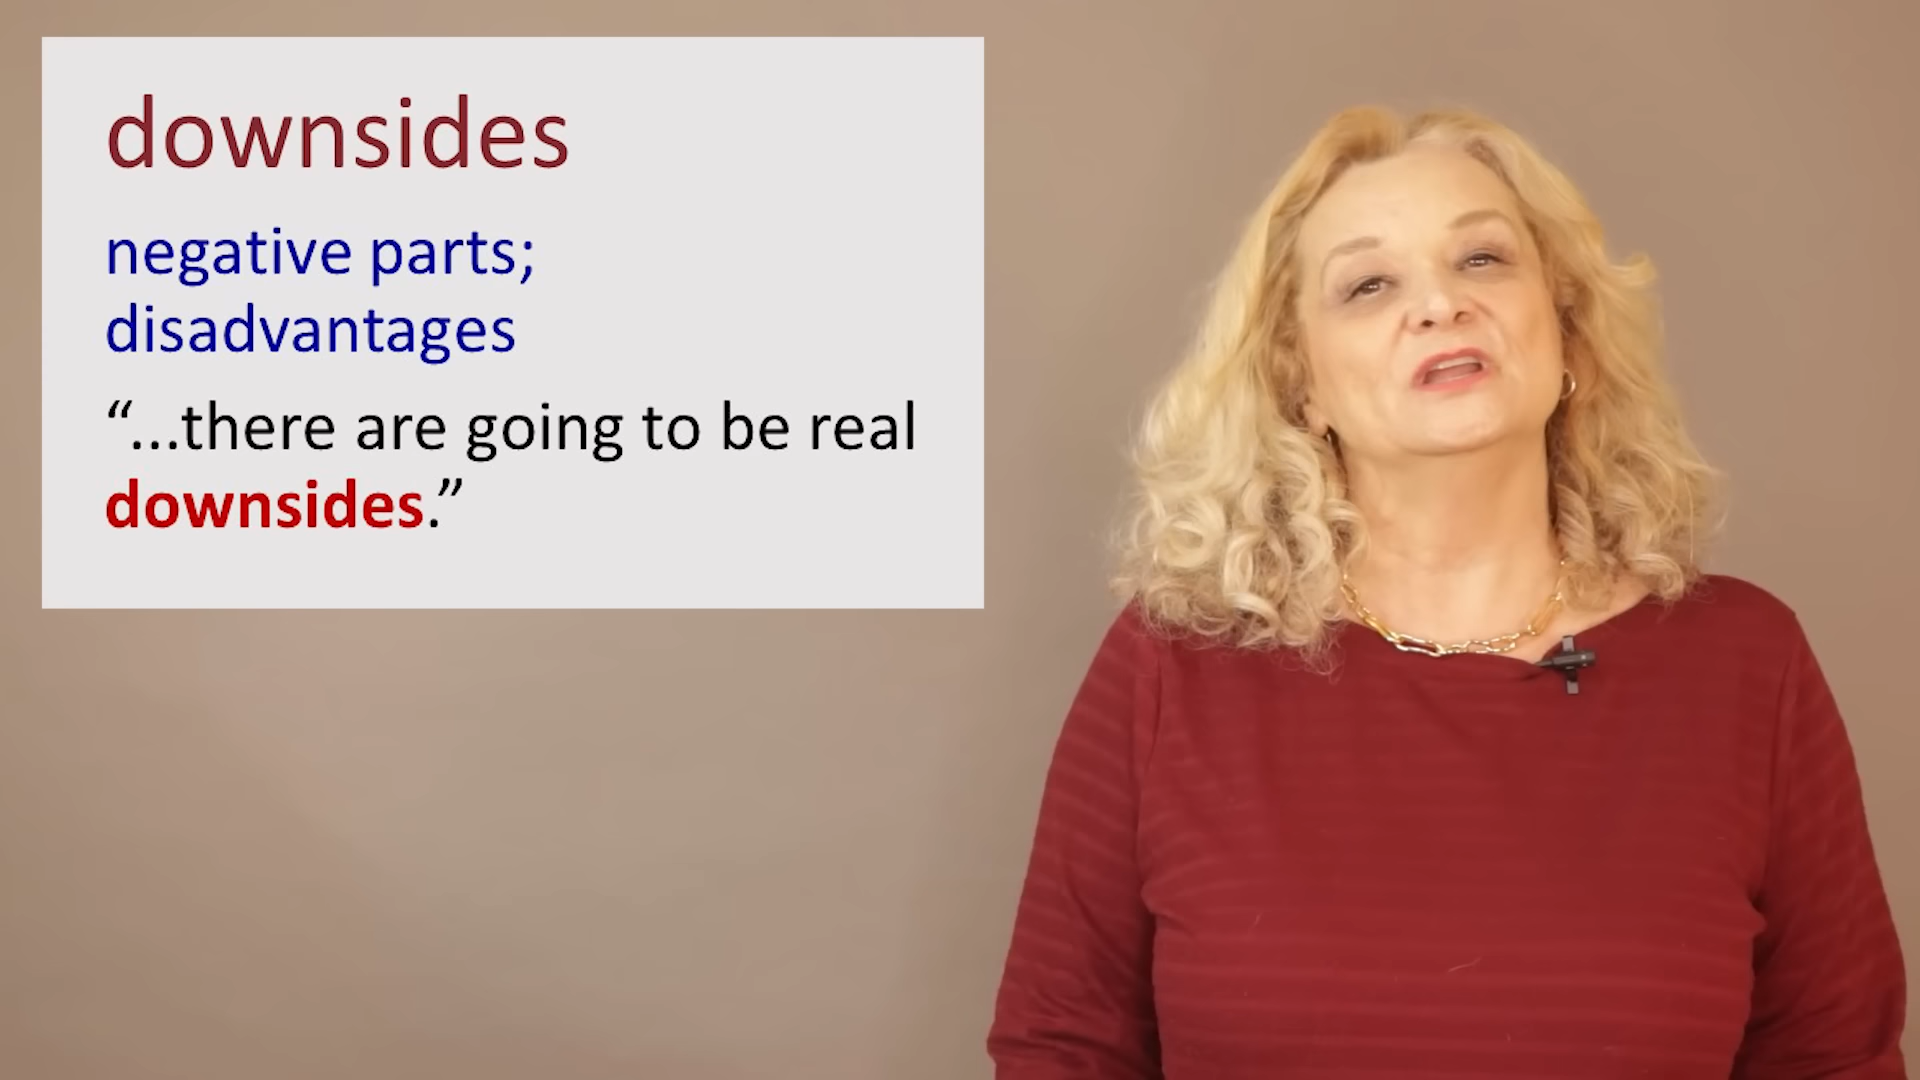 downsides
negative parts;
disadvantages
“...there are going to be real
downsides.”